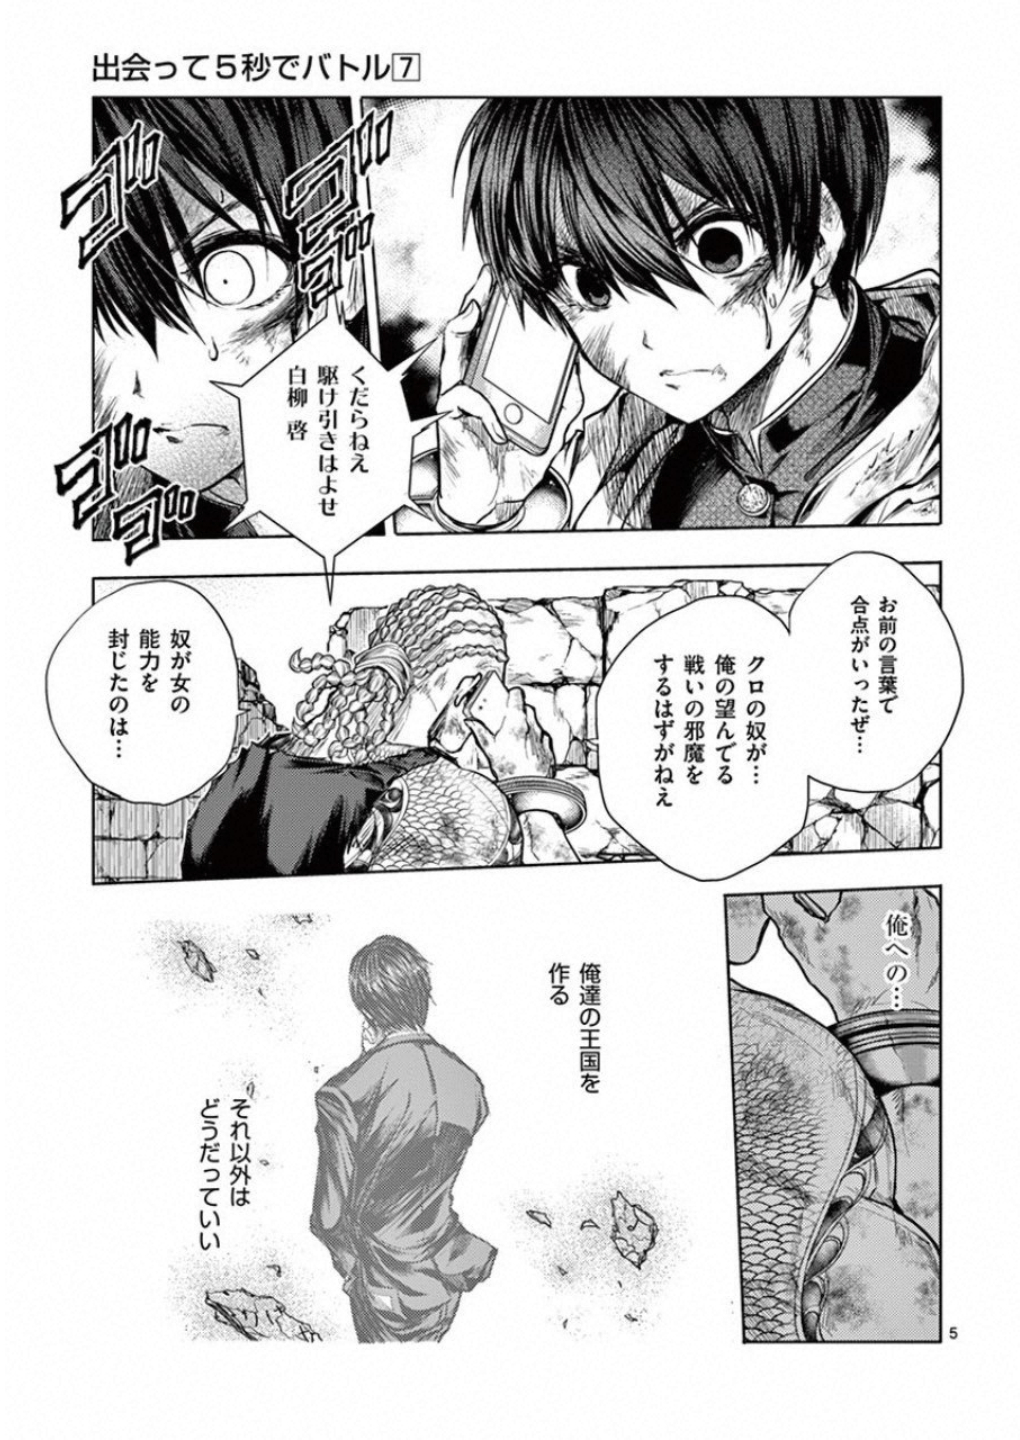 出会って5秒でバトル7
くだらねえ
駆け引きはよせ
白柳 啓
ゴゴゴゴ
ゴゴゴゴ
お前の言葉で
合点がいったぜ…
クロの奴が…
俺の望んでる
戦いの邪魔を
するはずがねえ
奴が女の
能力を
封じたのは…
俺への…
俺達の王国を
作る
それ以外は
どうだっていい
5